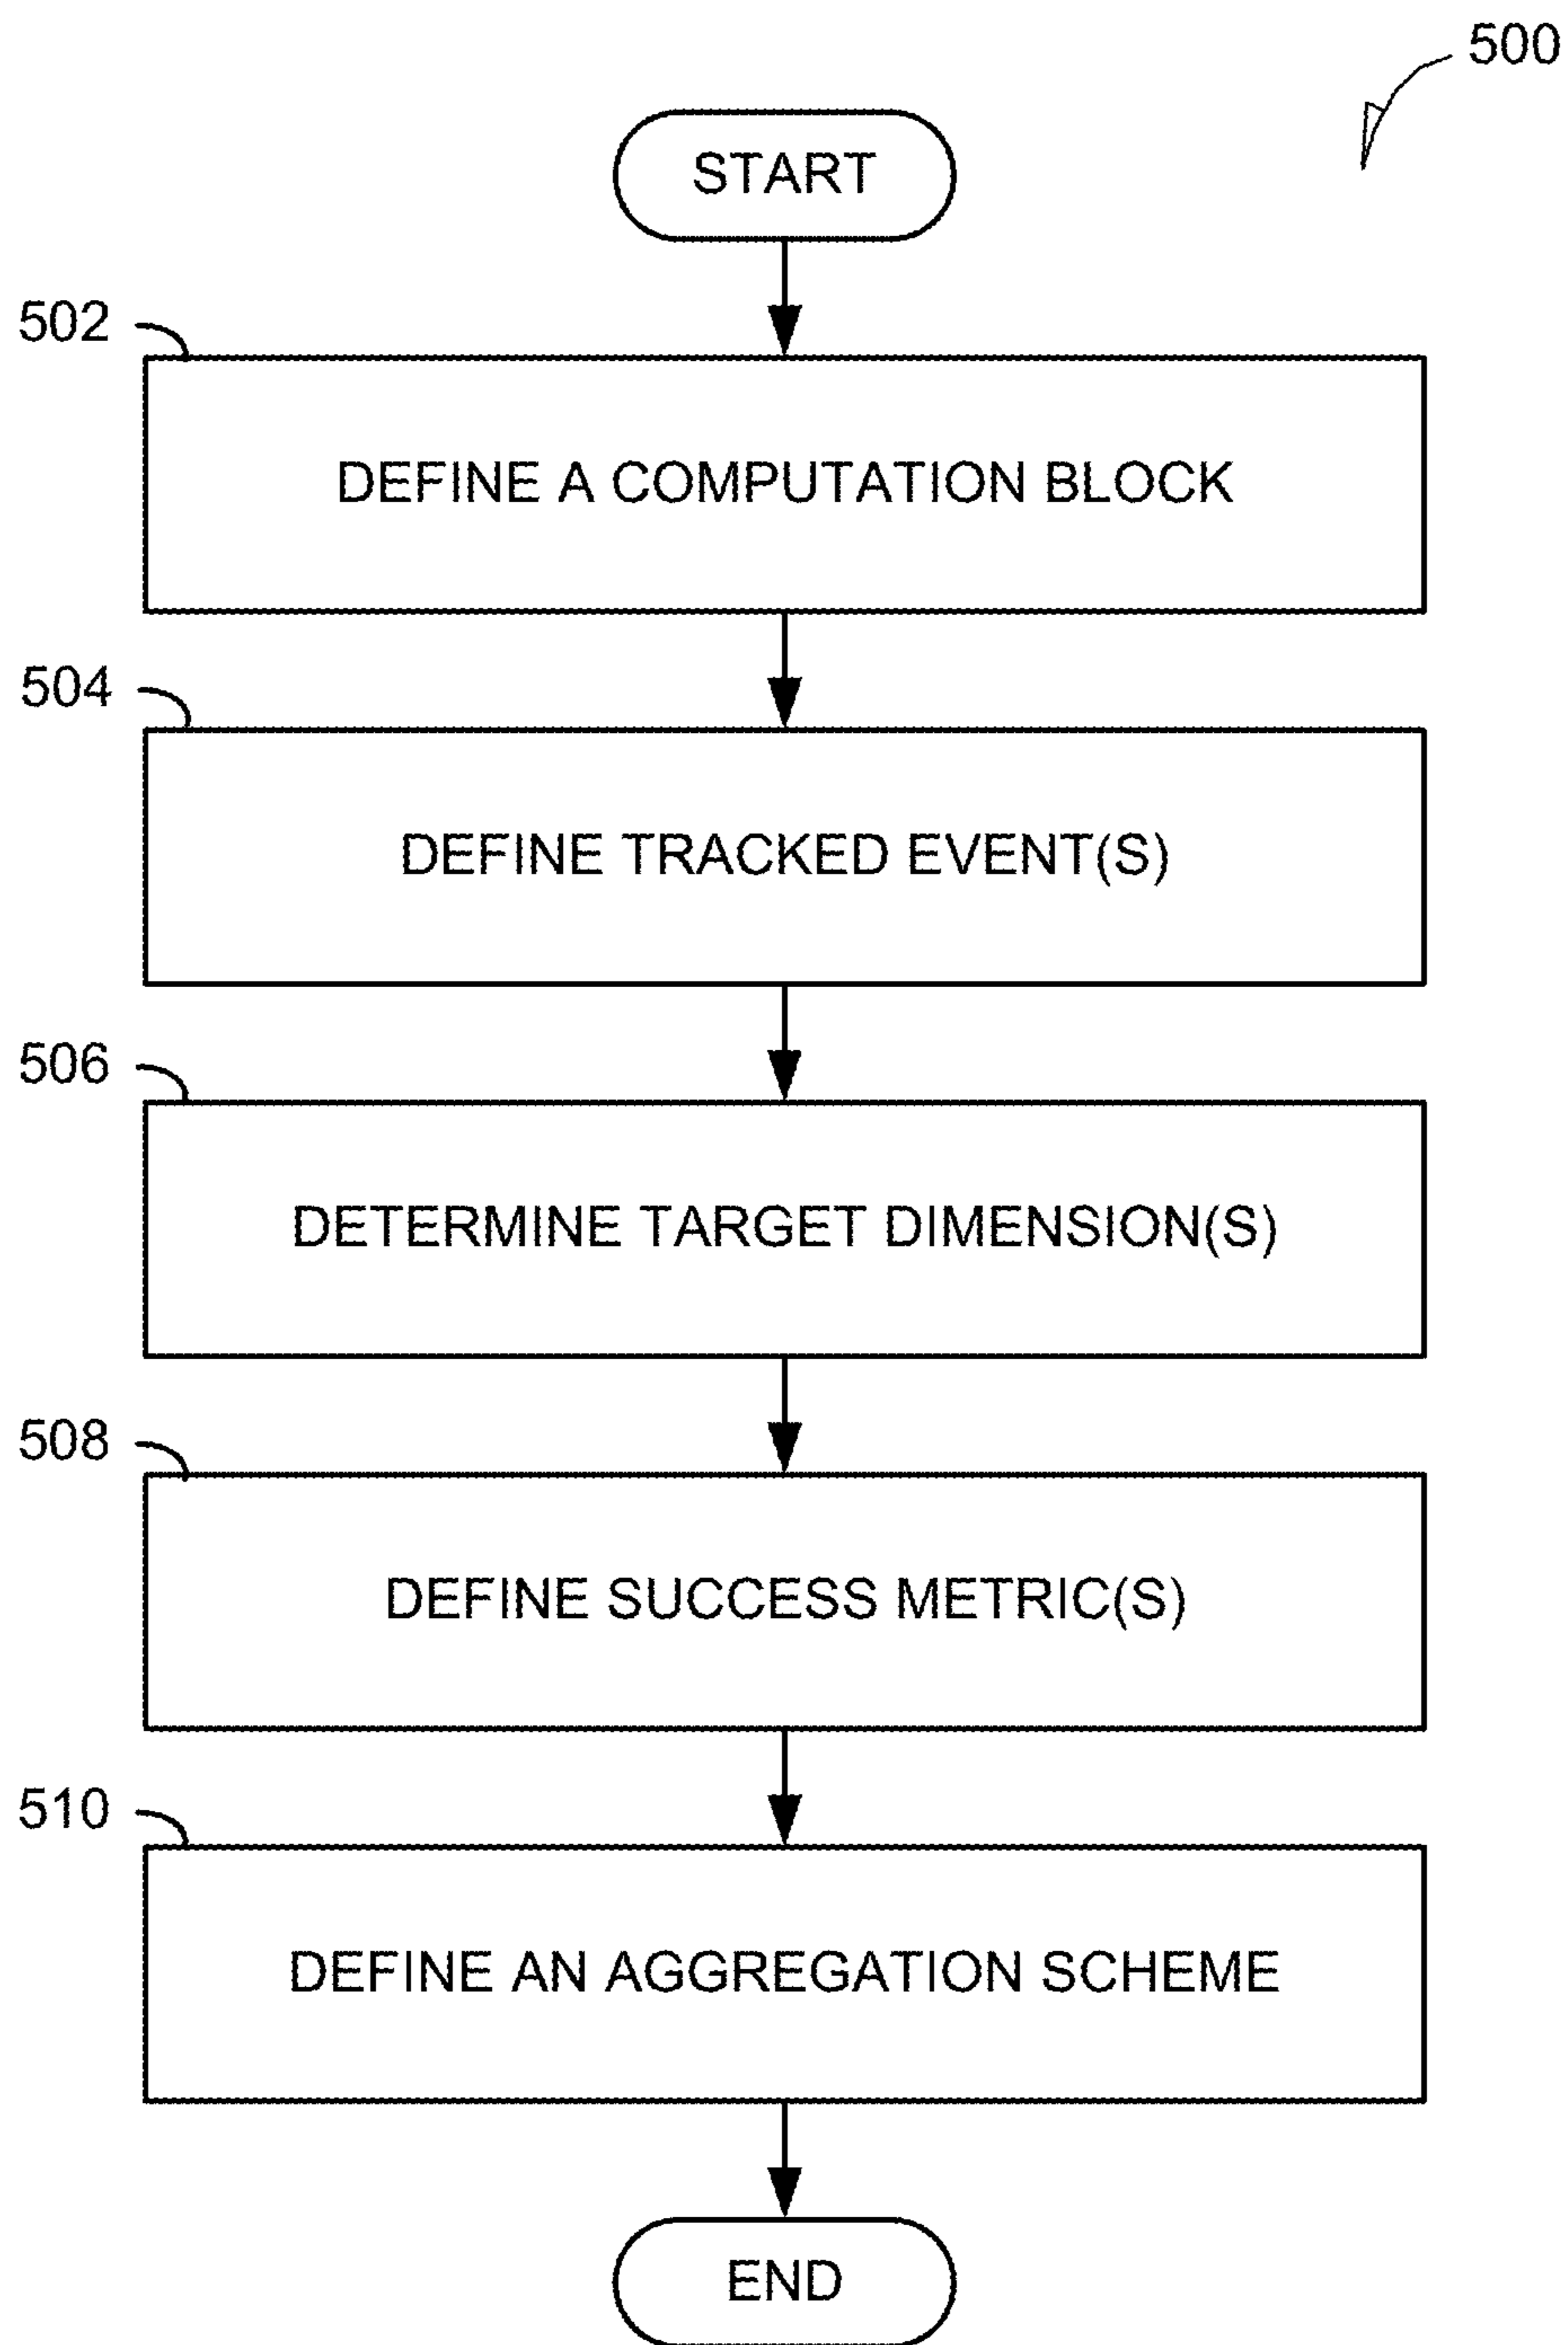 500
START
502
DEFINE A COMPUTATION BLOCK
504
DEFINE TRACKED EVENT(S)
506
DETERMINE TARGET DIMENSION(S)
508
DEFINE SUCCESS METRIC(S)
510
DEFINE AN AGGREGATION SCHEME
END